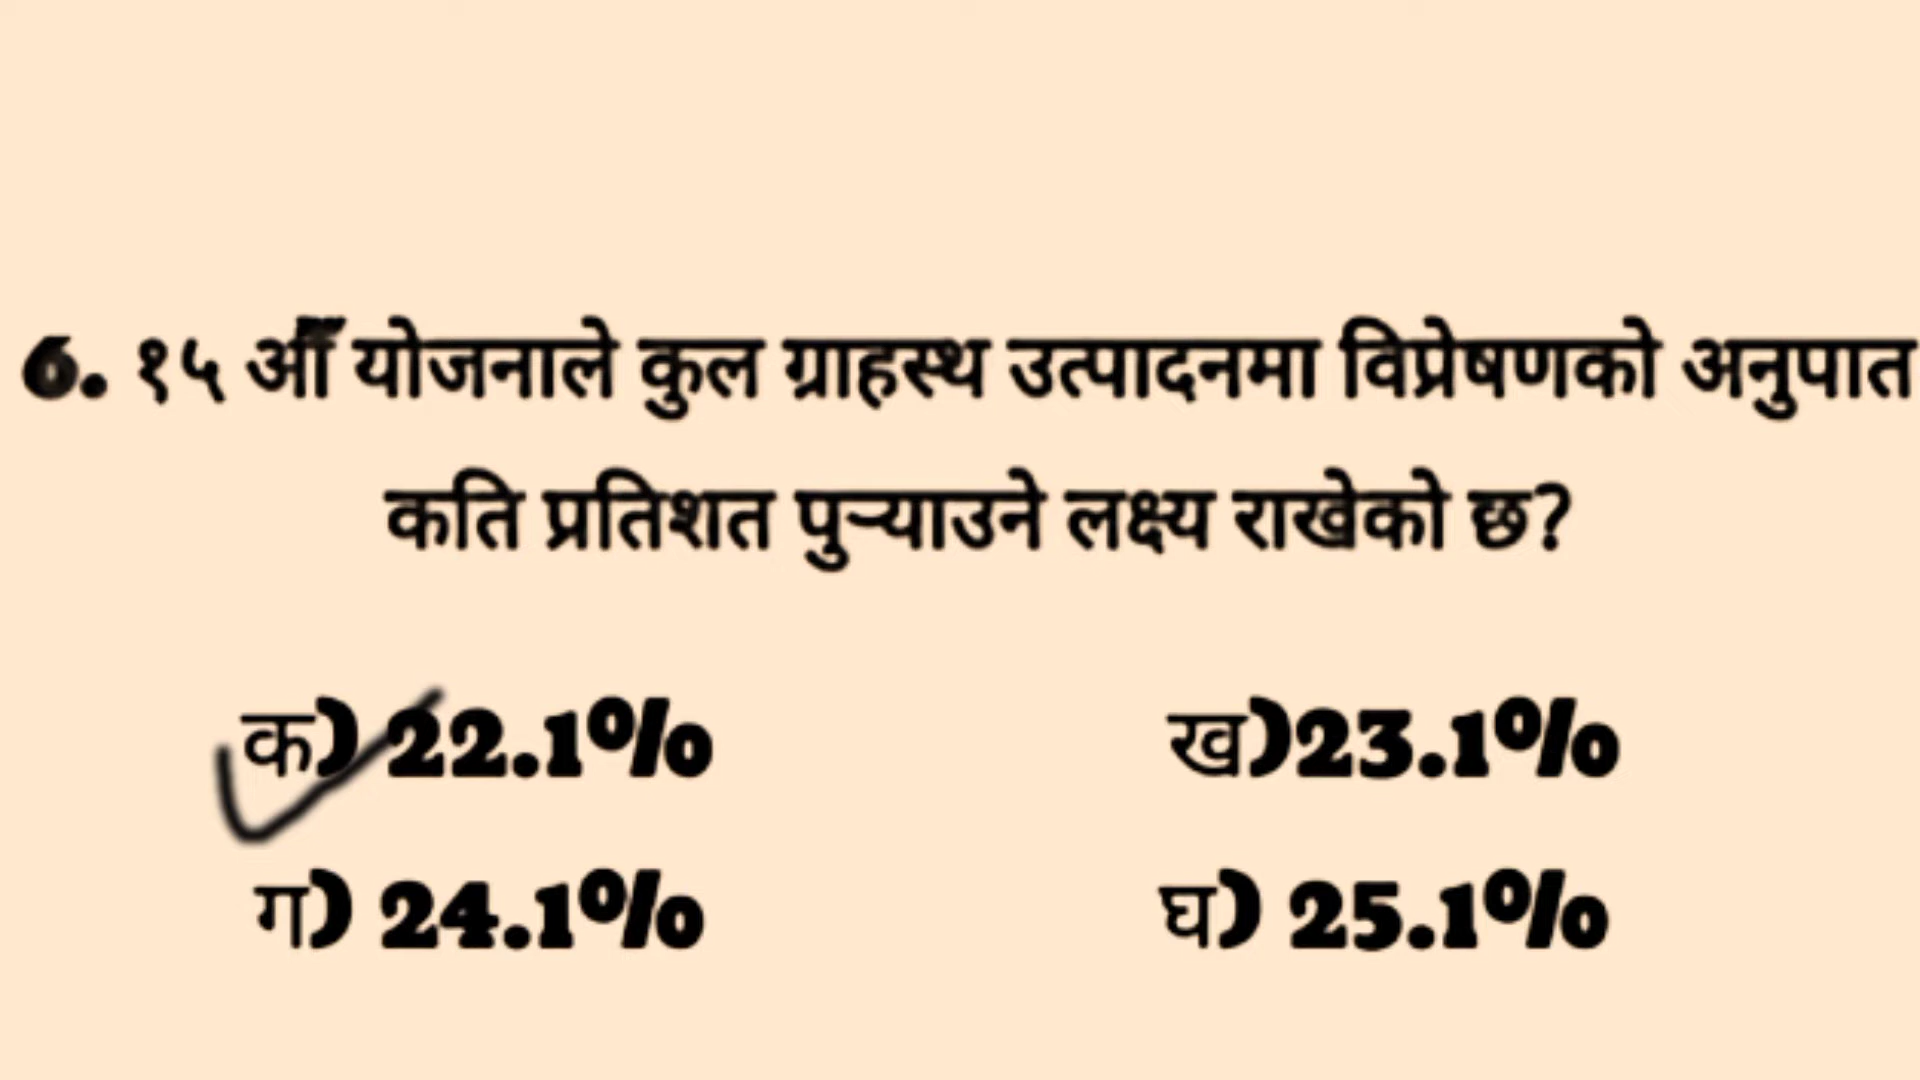 6. १५ औँ योजनाले कुल ग्राहस्थ उत्पादनमा विप्रेषणको अनुपात
कति प्रतिशत पुऱ्याउने लक्ष्य राखेको छ?
क) 22.1% ख)23.1%
ग) 24.1% घ) 25.1%